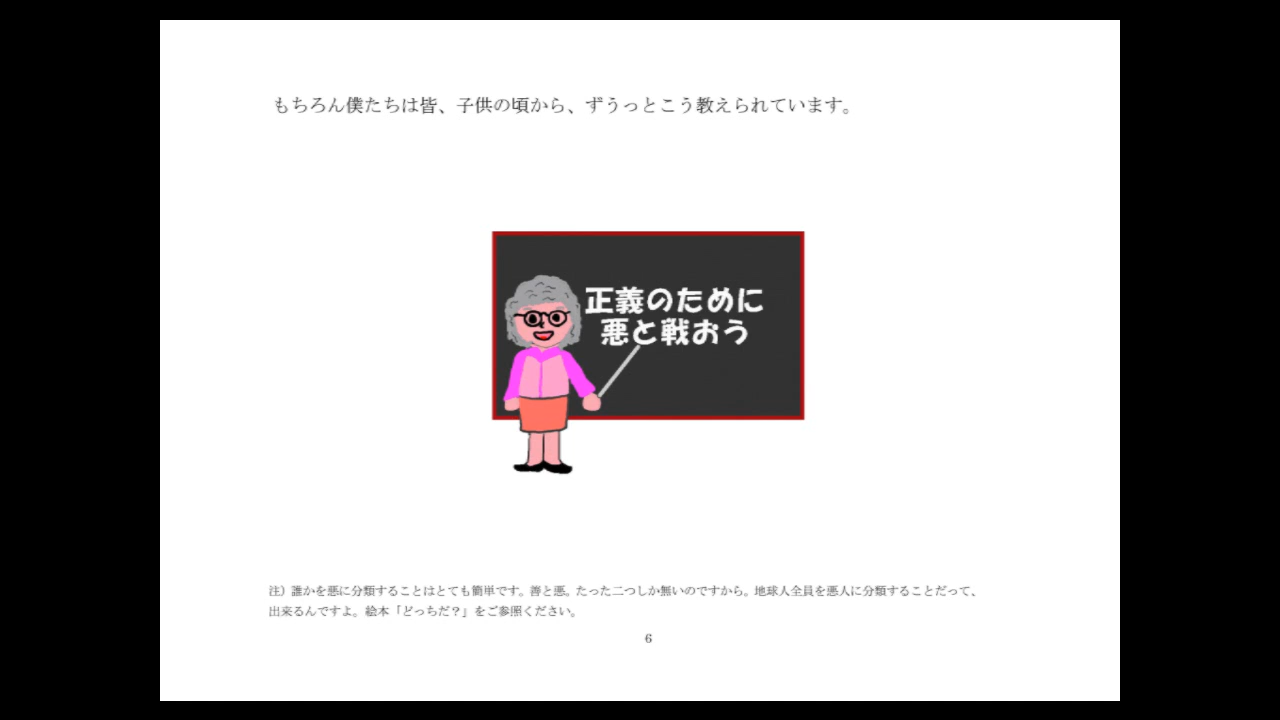 もちろん僕たちは皆、子供の頃から、ずうっとこう教えられています。
正義のために
悪と戦おう
注）誰かを悪に分類することはとても簡単です。善と悪。たった二つしか無いのですから。地球人全員を悪人に分類することだって、
出来るんですよ。絵本「どっちだ？」をご参照ください。
6